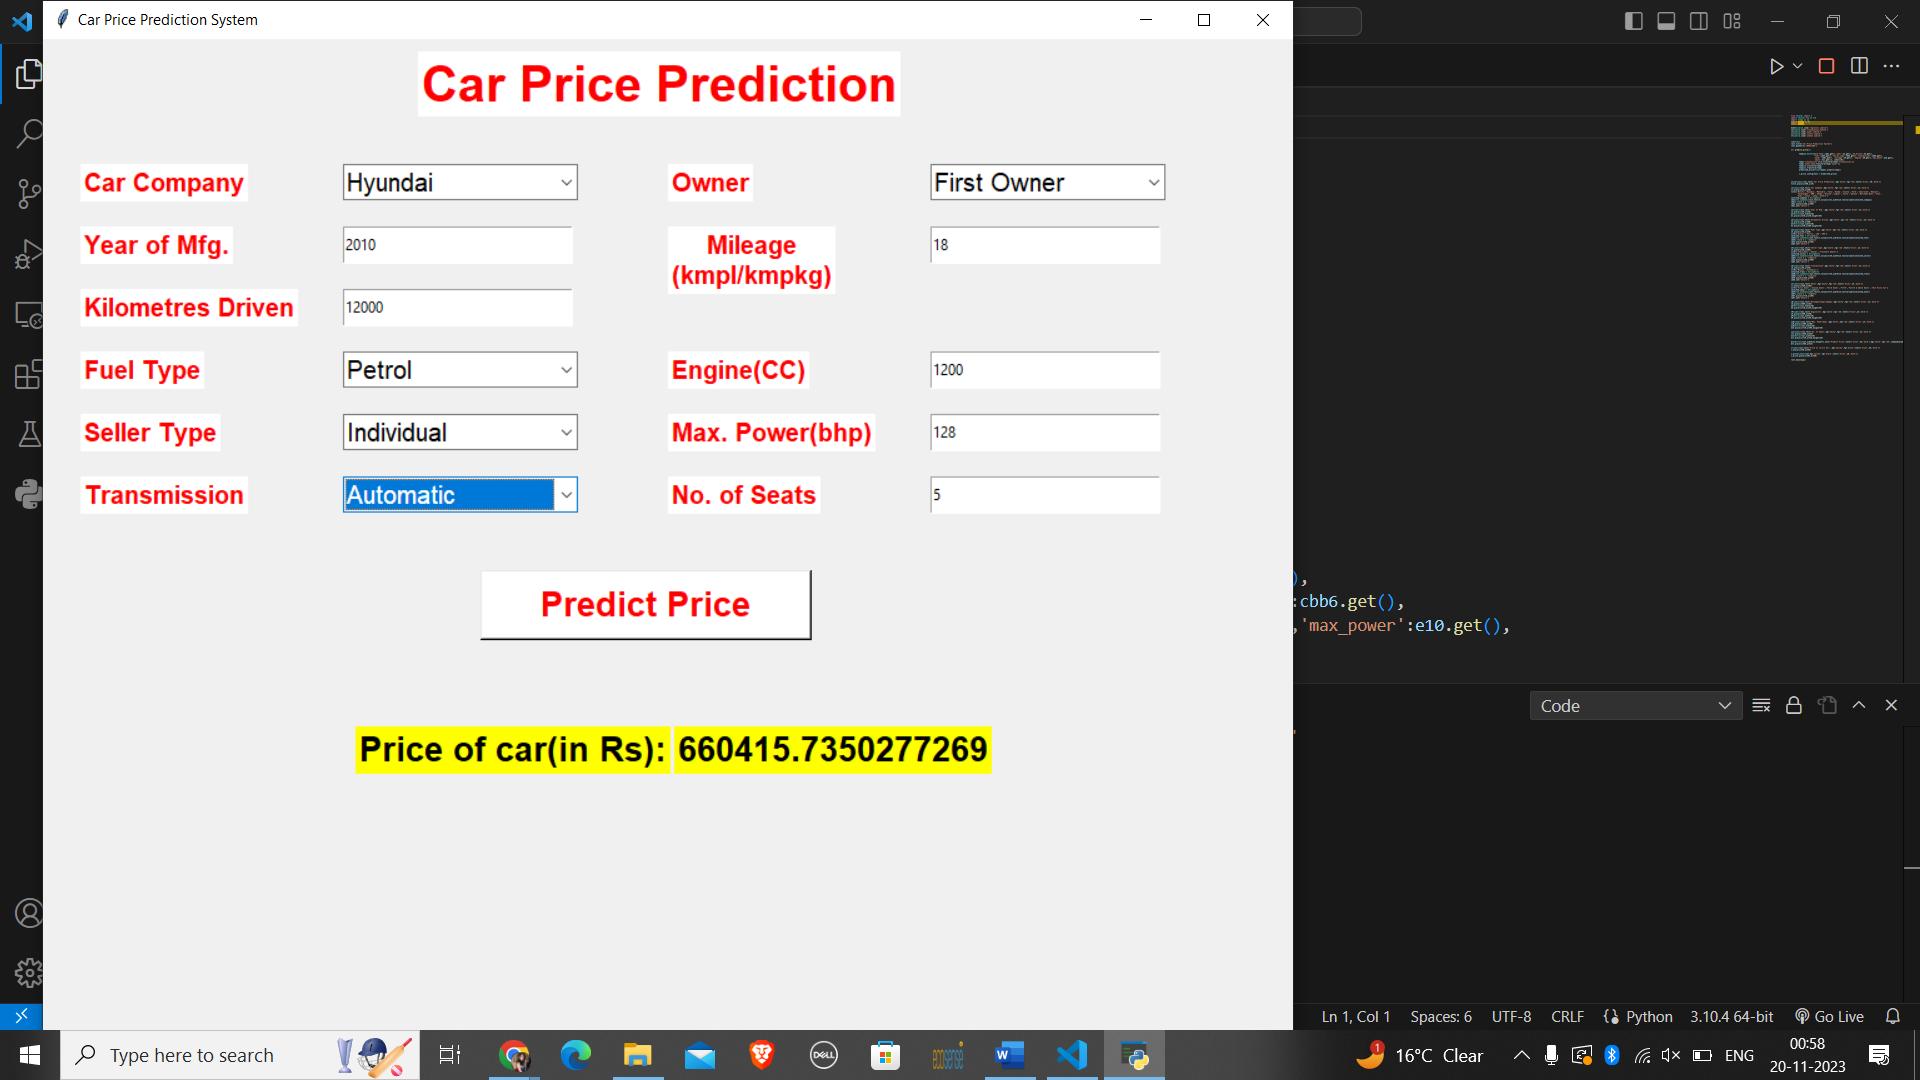 Car Price Prediction System
Car Price Prediction
Car Company Hyundai Owner First Owner
Year of Mfg. 2010 Mileage 18
(kmpl/kmpkg)
Kilometres Driven 12000
Fuel Type Petrol Engine(CC) 1200
Seller Type Individual Max. Power(bhp) 128
Transmission Automatic No. of Seats 5
Predict Price
Price of car(in Rs): 660415.7350277269
),
:cbb6.get(),
,'max_power':e10.get(),
Code
Ln 1, Col 1 Spaces: 6 UTF-8 CRLF Python 3.10.4 64-bit Go Live
Type here to search
DELL
ecosense
1
16°C Clear
ENG
00:58
20-11-2023